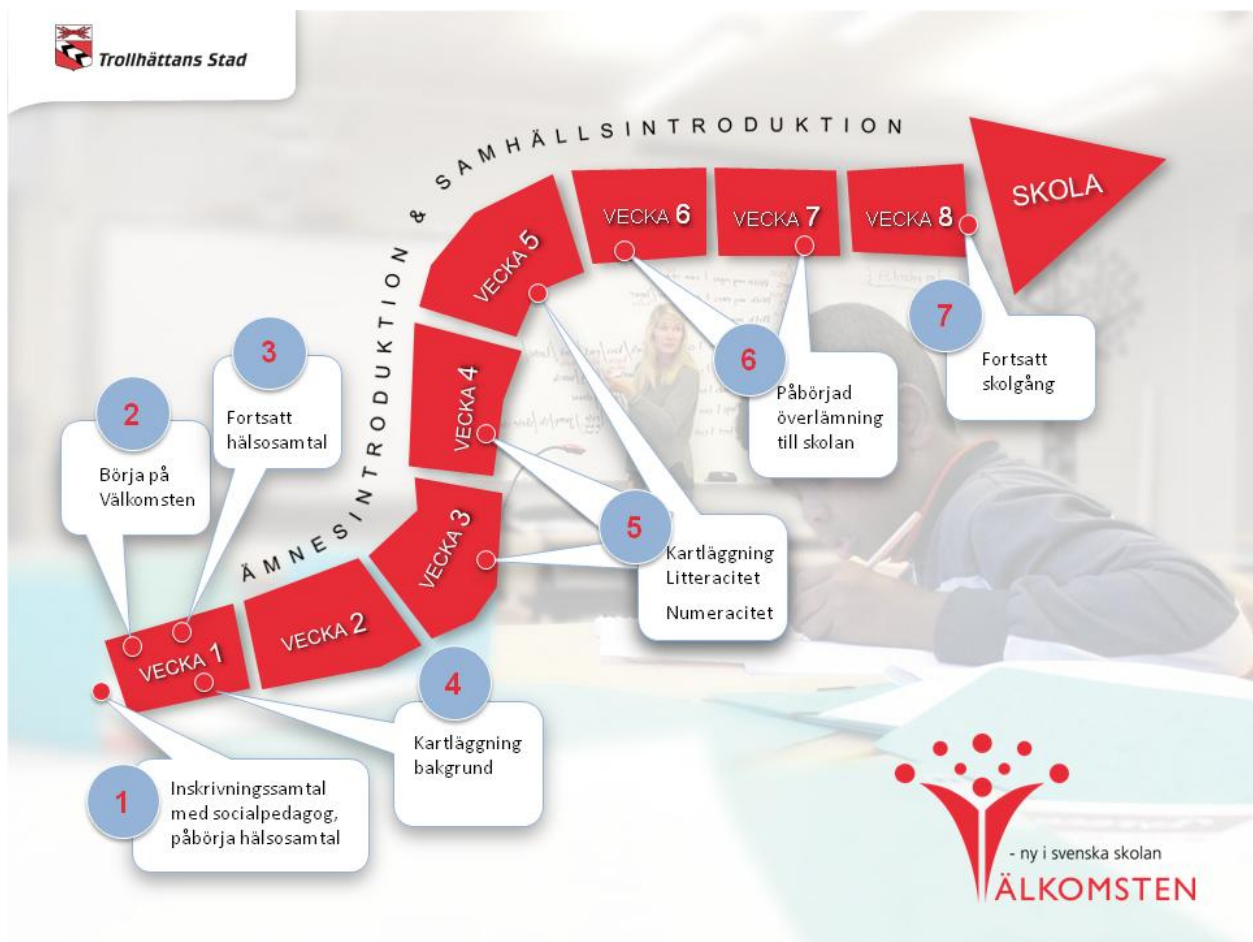 Trollhättans Stad
ÄMNESINTRODUKTION & SAMHÄLLSINTRODUKTION
VECKA 1
VECKA 2
VECKA 3
VECKA 4
VECKA 5
VECKA 6
VECKA 7
VECKA 8
SKOLA
1
Inskrivningssamtal
med socialpedagog,
påbörja hälsosamtal
2
Börja på
Välkomsten
3
Fortsatt
hälsosamtal
4
Kartläggning
bakgrund
5
Kartläggning
Litteracitet
Numeracitet
6
Påbörjad
överlämning
till skolan
7
Fortsatt
skolgång
- ny i svenska skolan
VÄLKOMSTEN